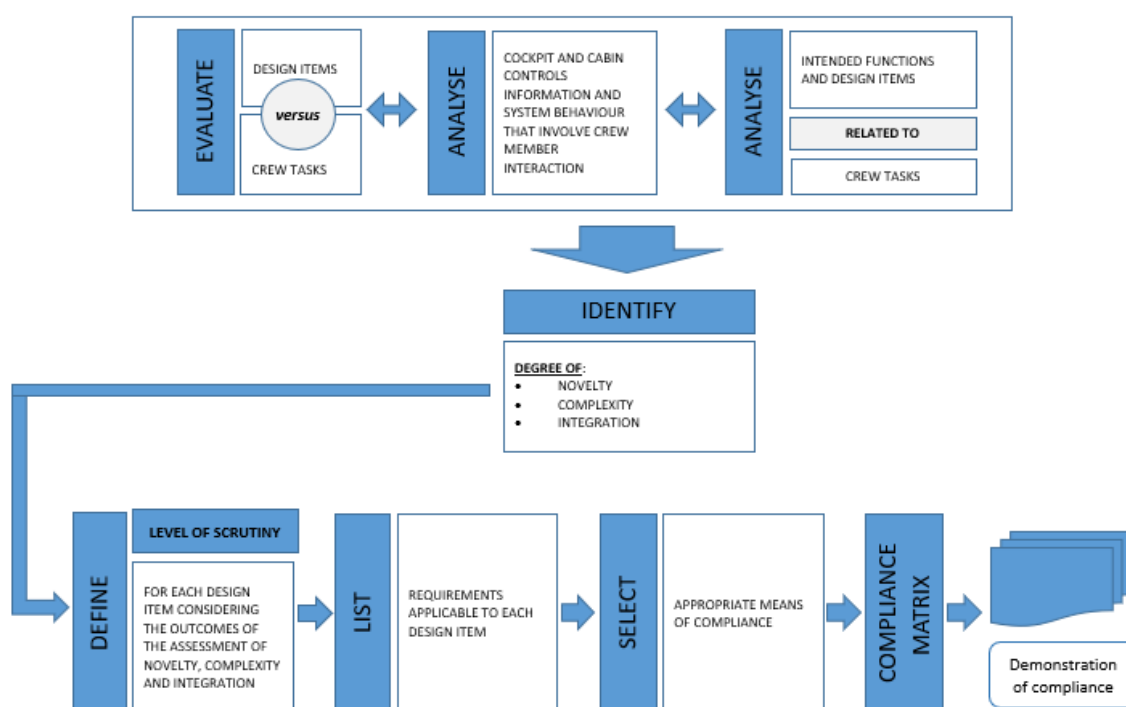 EVALUATE
DESIGN ITEMS
versus
CREW TASKS
ANALYSE
COCKPIT AND CABIN
CONTROLS
INFORMATION AND
SYSTEM BEHAVIOUR
THAT INVOLVE CREW
MEMBER
INTERACTION
ANALYSE
INTENDED FUNCTIONS
AND DESIGN ITEMS
RELATED TO
CREW TASKS
IDENTIFY
DEGREE OF:
• NOVELTY
• COMPLEXITY
• INTEGRATION
DEFINE
LEVEL OF SCRUTINY
FOR EACH DESIGN
ITEM CONSIDERING
THE OUTCOMES OF
THE ASSESSMENT OF
NOVELTY, COMPLEXITY
AND INTEGRATION
LIST
REQUIREMENTS
APPLICABLE TO EACH
DESIGN ITEM
SELECT
APPROPRIATE MEANS
OF COMPLIANCE
COMPLIANCE
MATRIX
Demonstration
of compliance